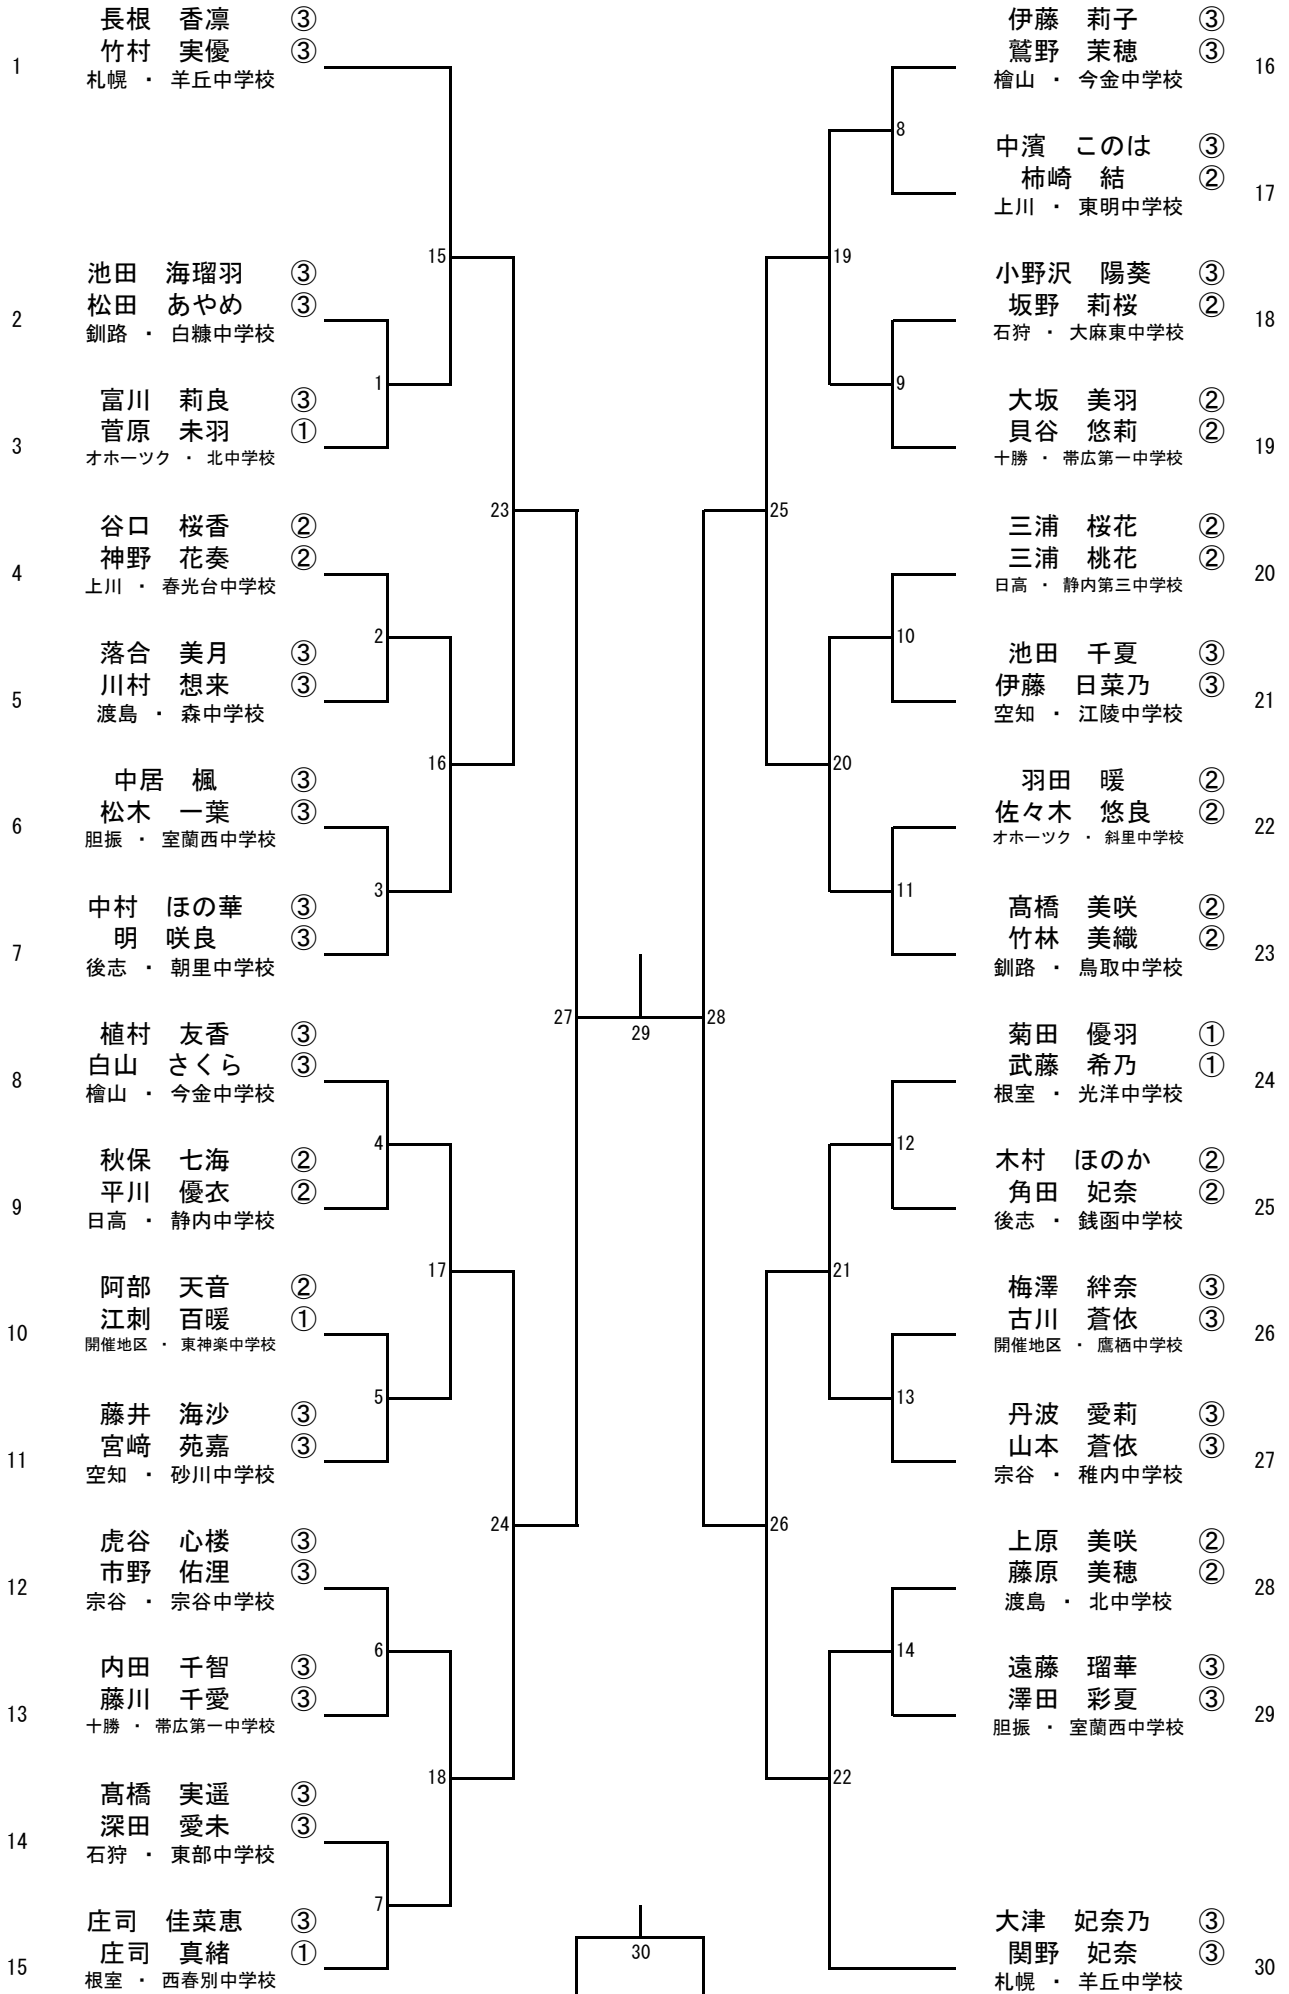 長根　香凛　③
竹村　実優　③
1
札幌 ・ 羊丘中学校
池田　海瑠羽　③
松田　あやめ　③
2
釧路 ・ 白糠中学校
富川　莉良　③
菅原　未羽　①
3
オホーツク ・ 北中学校
谷口　桜香　②
神野　花奏　②
4
上川 ・ 春光台中学校
落合　美月　③
川村　想来　③
5
渡島 ・ 森中学校
中居　楓　③
松木　一葉　③
6
胆振 ・ 室蘭西中学校
中村　ほの華　③
明　咲良　③
7
後志 ・ 朝里中学校
植村　友香　③
白山　さくら　③
8
檜山 ・ 今金中学校
秋保　七海　②
平川　優衣　②
9
日高 ・ 静内中学校
阿部　天音　②
江刺　百暖　①
10
開催地区 ・ 東神楽中学校
藤井　海沙　③
宮﨑　苑嘉　③
11
空知 ・ 砂川中学校
虎谷　心楼　③
市野　佑浬　③
12
宗谷 ・ 宗谷中学校
内田　千智　③
藤川　千愛　③
13
十勝 ・ 帯広第一中学校
髙橋　実遥　③
深田　愛未　③
14
石狩 ・ 東部中学校
庄司　佳菜恵　③
庄司　真緒　①
15
根室 ・ 西春別中学校
1
2
3
4
5
6
7
15
16
17
18
23
24
27
29
30
28
25
26
19
20
21
22
8
9
10
11
12
13
14
伊藤　莉子　③
鷲野　茉穂　③
16
檜山 ・ 今金中学校
中濱　このは　③
柿崎　結　②
17
上川 ・ 東明中学校
小野沢　陽葵　③
坂野　莉桜　②
18
石狩 ・ 大麻東中学校
大坂　美羽　②
貝谷　悠莉　②
19
十勝 ・ 帯広第一中学校
三浦　桜花　②
三浦　桃花　②
20
日高 ・ 静内第三中学校
池田　千夏　③
伊藤　日菜乃　③
21
空知 ・ 江陵中学校
羽田　暖　②
佐々木　悠良　②
22
オホーツク ・ 斜里中学校
髙橋　美咲　②
竹林　美織　②
23
釧路 ・ 鳥取中学校
菊田　優羽　①
武藤　希乃　①
24
根室 ・ 光洋中学校
木村　ほのか　②
角田　妃奈　②
25
後志 ・ 銭函中学校
梅澤　絆奈　③
古川　蒼依　③
26
開催地区 ・ 鷹栖中学校
丹波　愛莉　③
山本　蒼依　③
27
宗谷 ・ 稚内中学校
上原　美咲　②
藤原　美穂　②
28
渡島 ・ 北中学校
遠藤　瑠華　③
澤田　彩夏　③
29
胆振 ・ 室蘭西中学校
大津　妃奈乃　③
関野　妃奈　③
30
札幌 ・ 羊丘中学校